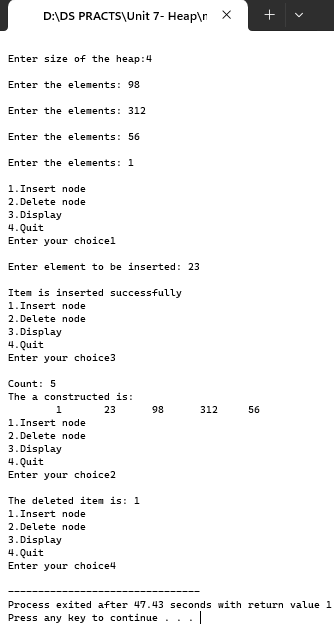 D:\DS PRACTS\Unit 7- Heap\n
Enter size of the heap:4
Enter the elements: 98
Enter the elements: 312
Enter the elements: 56
Enter the elements: 1
1.Insert node
2.Delete node
3.Display
4.Quit
Enter your choice1
Enter element to be inserted: 23
Item is inserted successfully
1.Insert node
2.Delete node
3.Display
4.Quit
Enter your choice3
Count: 5
The a constructed is:
1 23 98 312 56
1.Insert node
2.Delete node
3.Display
4.Quit
Enter your choice2
The deleted item is: 1
1.Insert node
2.Delete node
3.Display
4.Quit
Enter your choice4
--------------------------------
Process exited after 47.43 seconds with return value 1
Press any key to continue . . .